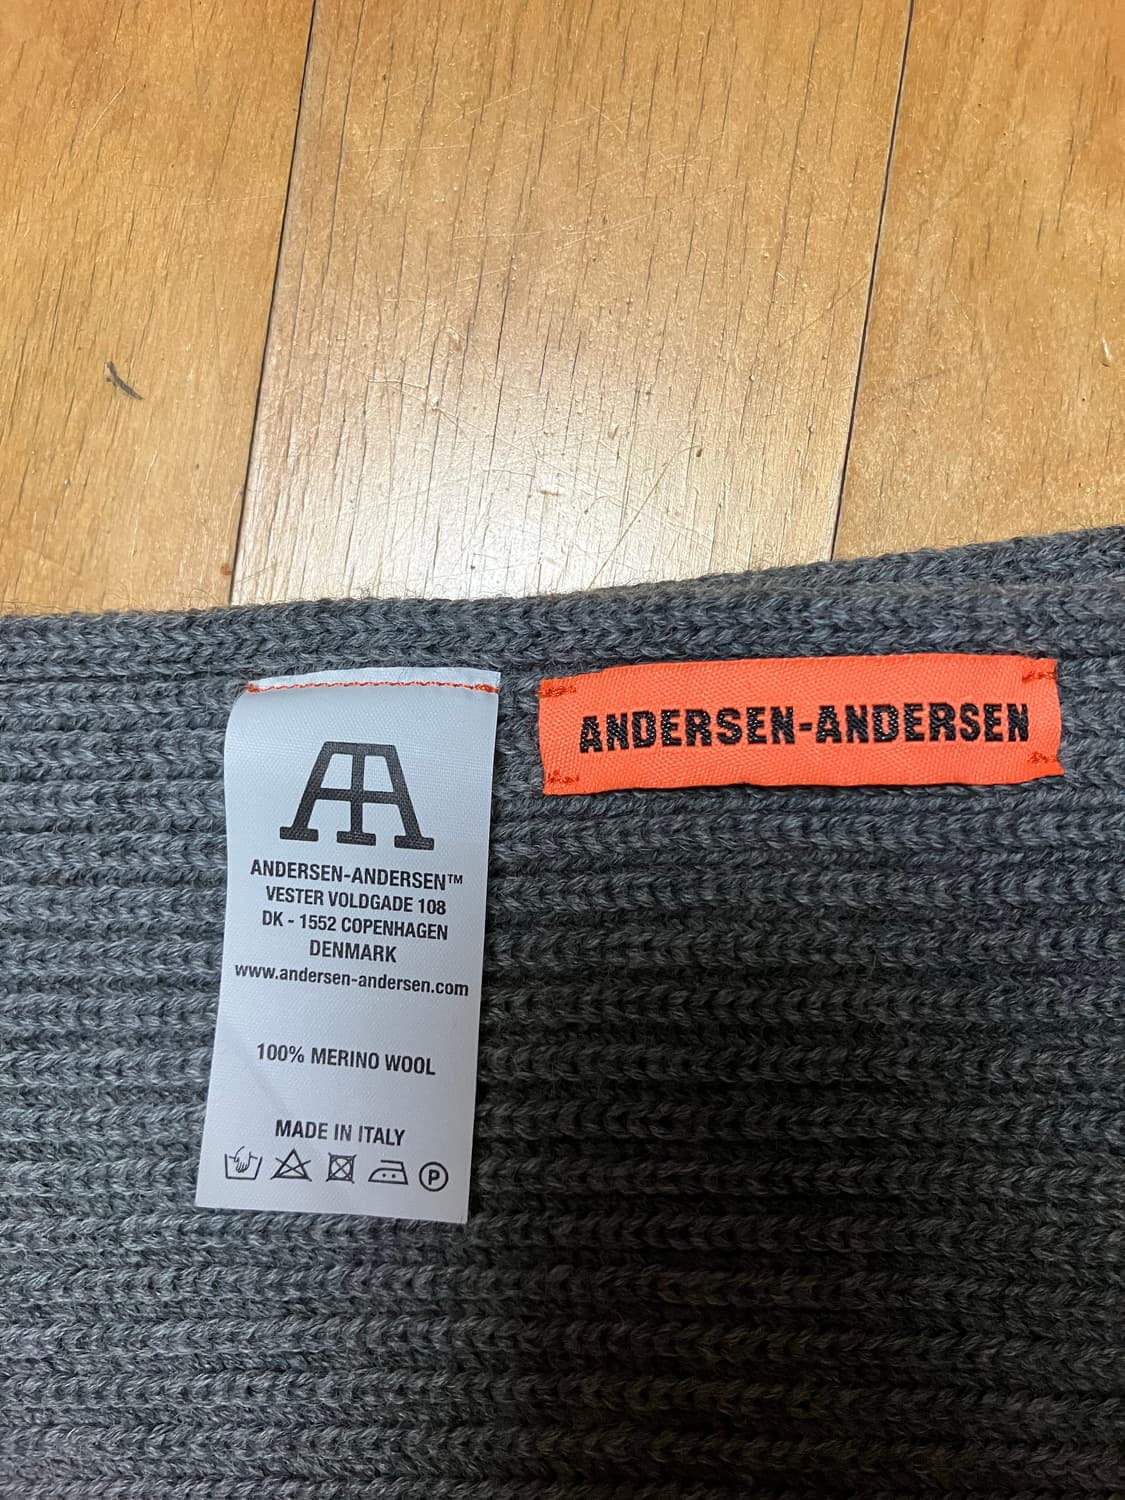 AA
ANDERSEN-ANDERSEN™
VESTER VOLDGADE 108
DK - 1552 COPENHAGEN
DENMARK
www.andersen-andersen.com
100% MERINO WOOL
MADE IN ITALY
P
ANDERSEN-ANDERSEN